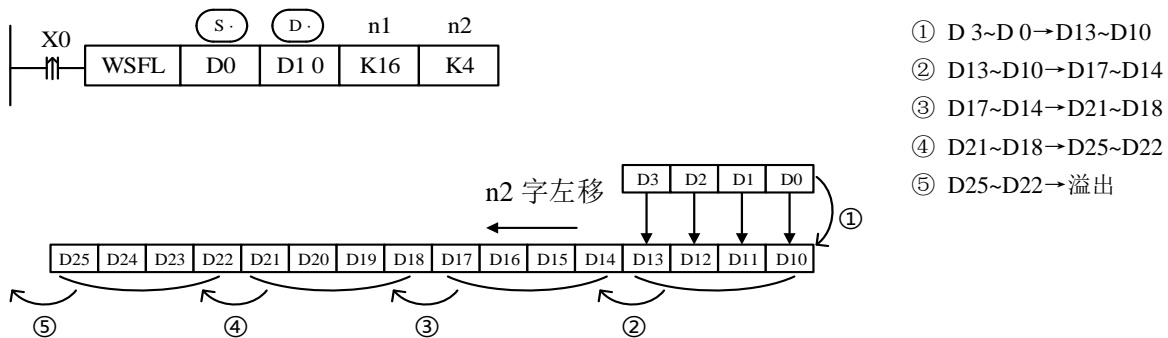 S · D · n1 n2
X0
WSFL D0 D1 0 K16 K4
① D 3~D 0→D13~D10
② D13~D10→D17~D14
③ D17~D14→D21~D18
④ D21~D18→D25~D22
⑤ D25~D22→溢出
D3 D2 D1 D0
n2 字左移
①
D25 D24 D23 D22 D21 D20 D19 D18 D17 D16 D15 D14 D13 D12 D11 D10
⑤ ④ ③ ②